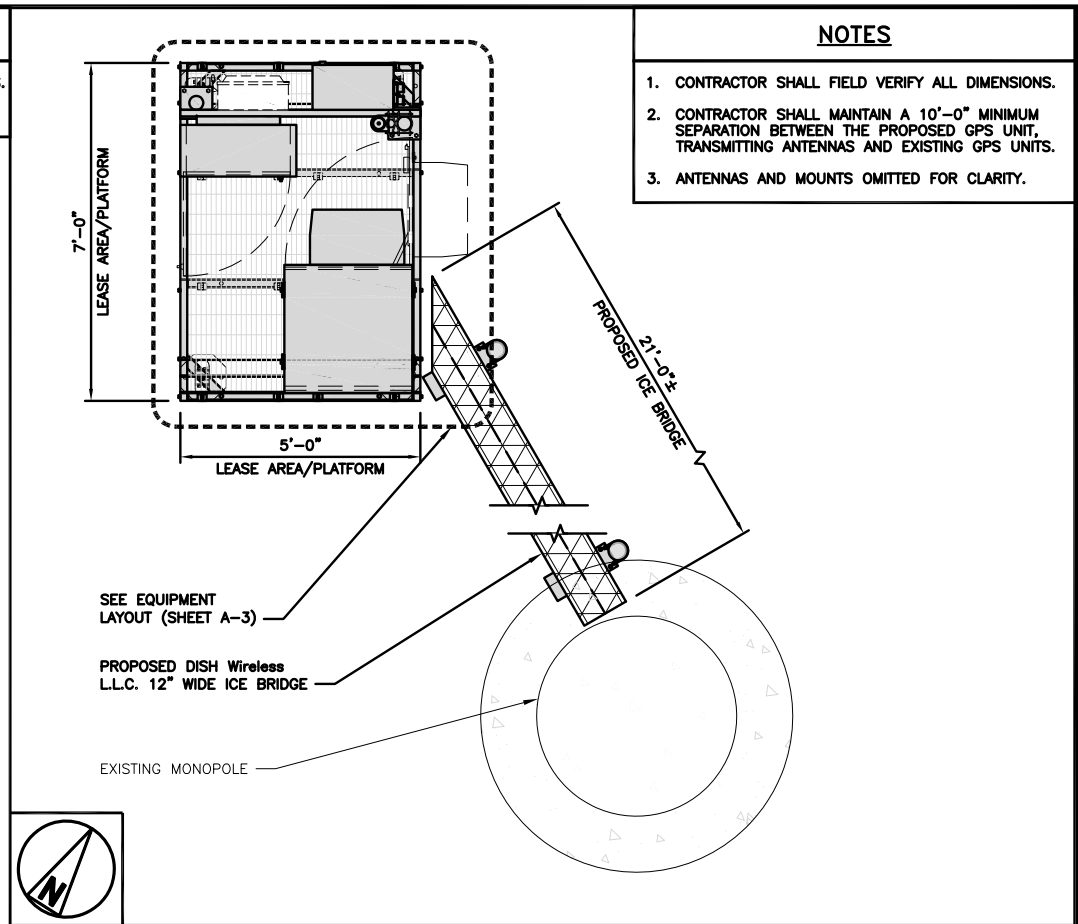 NOTES
1. CONTRACTOR SHALL FIELD VERIFY ALL DIMENSIONS.
2. CONTRACTOR SHALL MAINTAIN A 10'-0" MINIMUM
SEPARATION BETWEEN THE PROPOSED GPS UNIT,
TRANSMITTING ANTENNAS AND EXISTING GPS UNITS.
3. ANTENNAS AND MOUNTS OMITTED FOR CLARITY.
7'-0"
LEASE AREA/PLATFORM
5'-0"
LEASE AREA/PLATFORM
21'-0"±
PROPOSED ICE BRIDGE
SEE EQUIPMENT
LAYOUT (SHEET A-3)
PROPOSED DISH Wireless
L.L.C. 12" WIDE ICE BRIDGE
EXISTING MONOPOLE
N